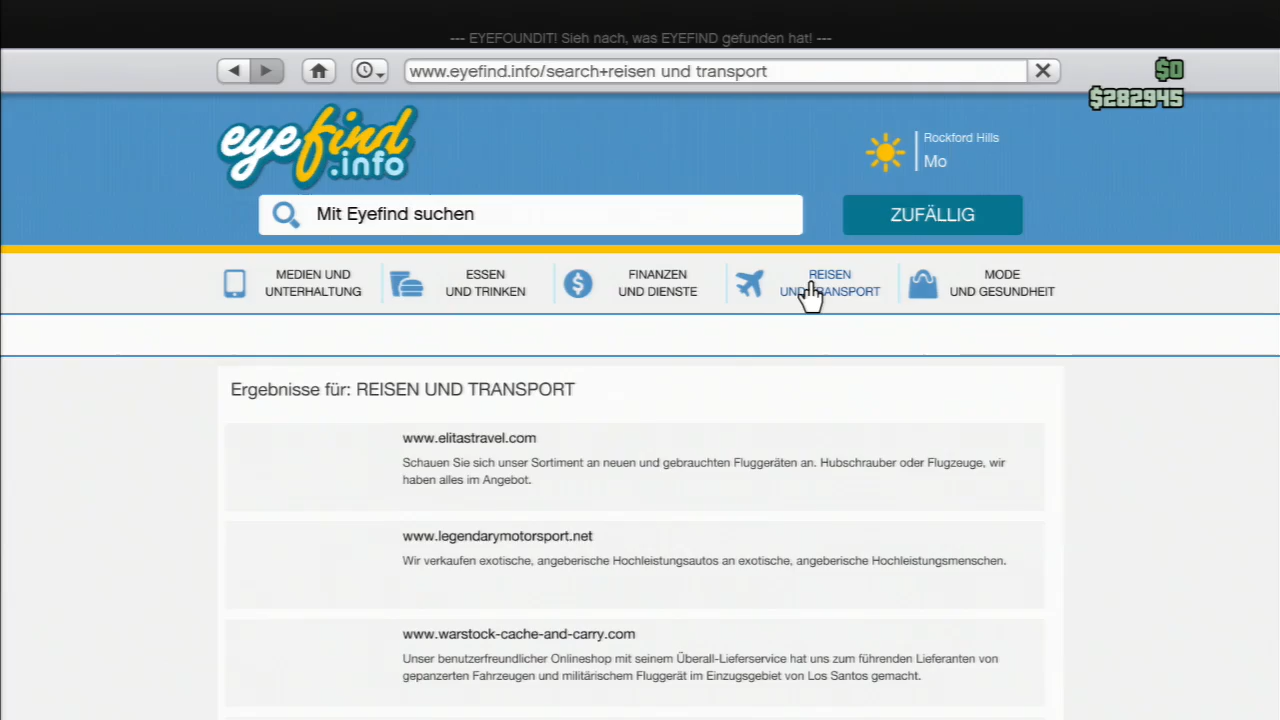 --- EYEFOUNDIT! Sieh nach, was EYEFIND gefunden hat! ---
www.eyefind.info/search+reisen und transport
$0
$282945
eyefind
.info
Rockford Hills
Mo
Mit Eyefind suchen
ZUFÄLLIG
MEDIEN UND
UNTERHALTUNG
ESSEN
UND TRINKEN
FINANZEN
UND DIENSTE
REISEN
UND TRANSPORT
MODE
UND GESUNDHEIT
Ergebnisse für: REISEN UND TRANSPORT
www.elitastravel.com
Schauen Sie sich unser Sortiment an neuen und gebrauchten Fluggeräten an. Hubschrauber oder Flugzeuge, wir
haben alles im Angebot.
www.legendarymotorsport.net
Wir verkaufen exotische, angeberische Hochleistungsautos an exotische, angeberische Hochleistungsmenschen.
www.warstock-cache-and-carry.com
Unser benutzerfreundlicher Onlineshop mit seinem Überall-Lieferservice hat uns zum führenden Lieferanten von
gepanzerten Fahrzeugen und militärischem Fluggerät im Einzugsgebiet von Los Santos gemacht.